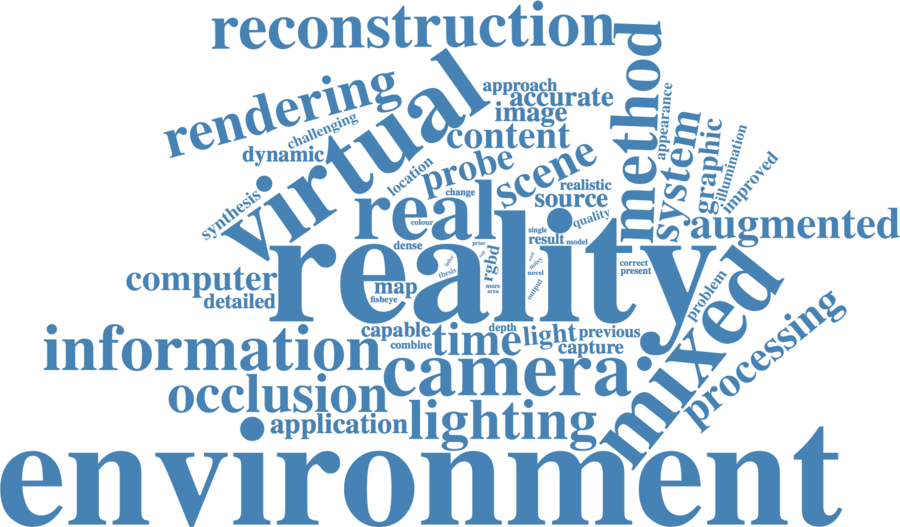 reconstruction
method
rendering
virtual
approach
accurate
image
challenging
content
dynamic
appearance
system
graphic
illumination
improved
location
probe
scene
change
realistic
source
synthesis
real
colour
quality
augmented
single
result
model
dense
prior
reality
rgbd
thesis
novel
noisy
correct
present
computer
detailed
map
fisheye
more
area
output
problem
mixed
processing
information
capable
combine
time
depth
light
previous
capture
camera
occlusion
application
lighting
environment